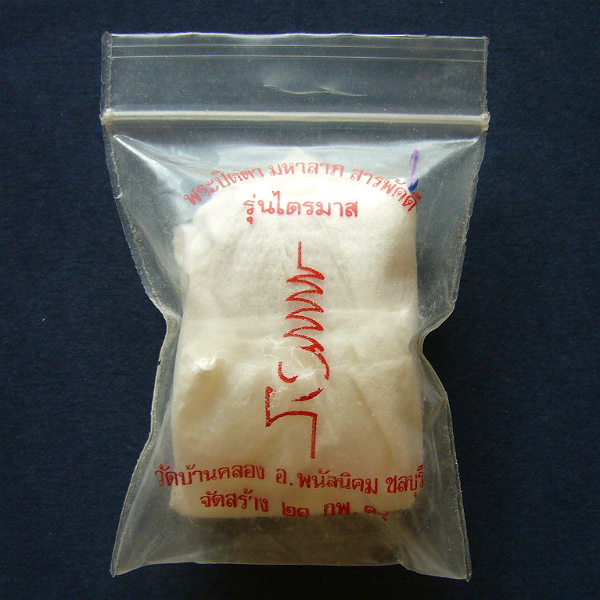 พระปิดตา มหาลาภ สารพัดดี
รุ่นไตรมาส
วัดบ้านคลอง อ.พนัสนิคม ชลบุรี
จัดสร้าง กพ.